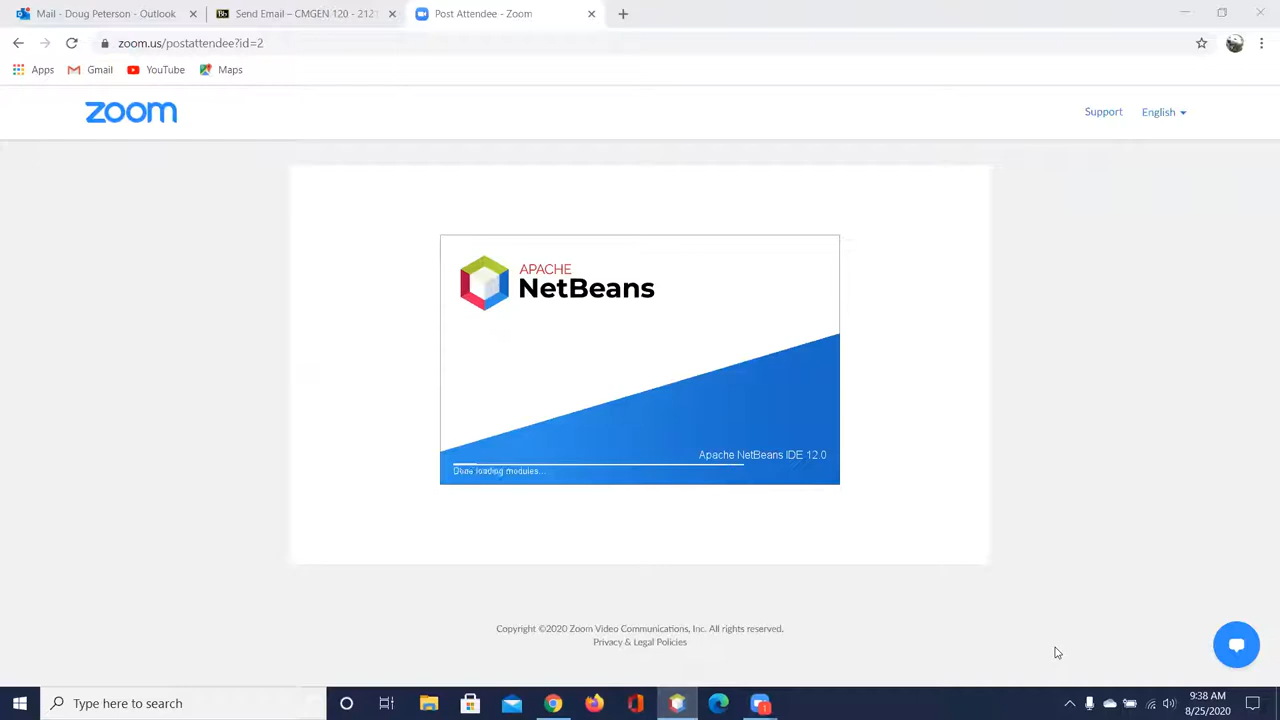 Mail - Doug Peterson - Outlook
Send Email – CMGEN 120 - 2121
Post Attendee - Zoom
zoom.us/postattendee?id=2
Apps
Gmail
YouTube
Maps
zoom
Support
English
APACHE
NetBeans
Apache NetBeans IDE 12.0
Done loading modules...
Copyright ©2020 Zoom Video Communications, Inc. All rights reserved.
Privacy & Legal Policies
Type here to search
1
9:38 AM
8/25/2020